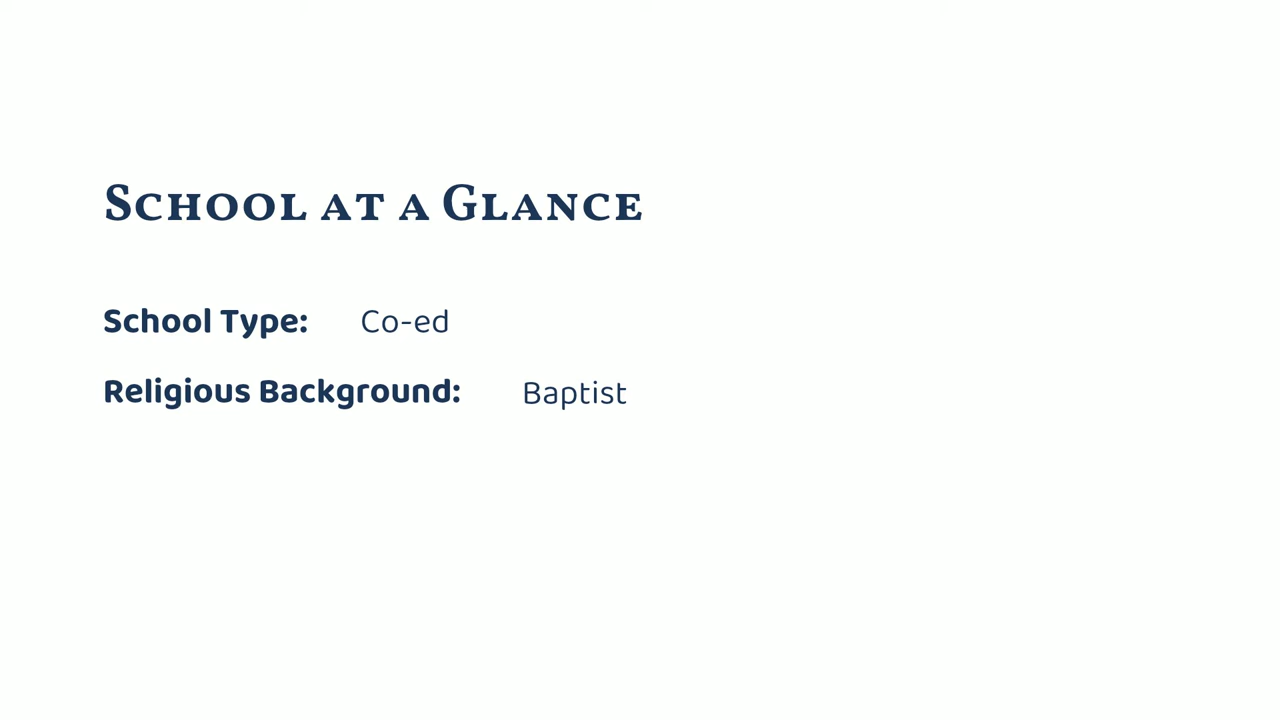 School at a Glance
School Type: Co-ed
Religious Background: Baptist